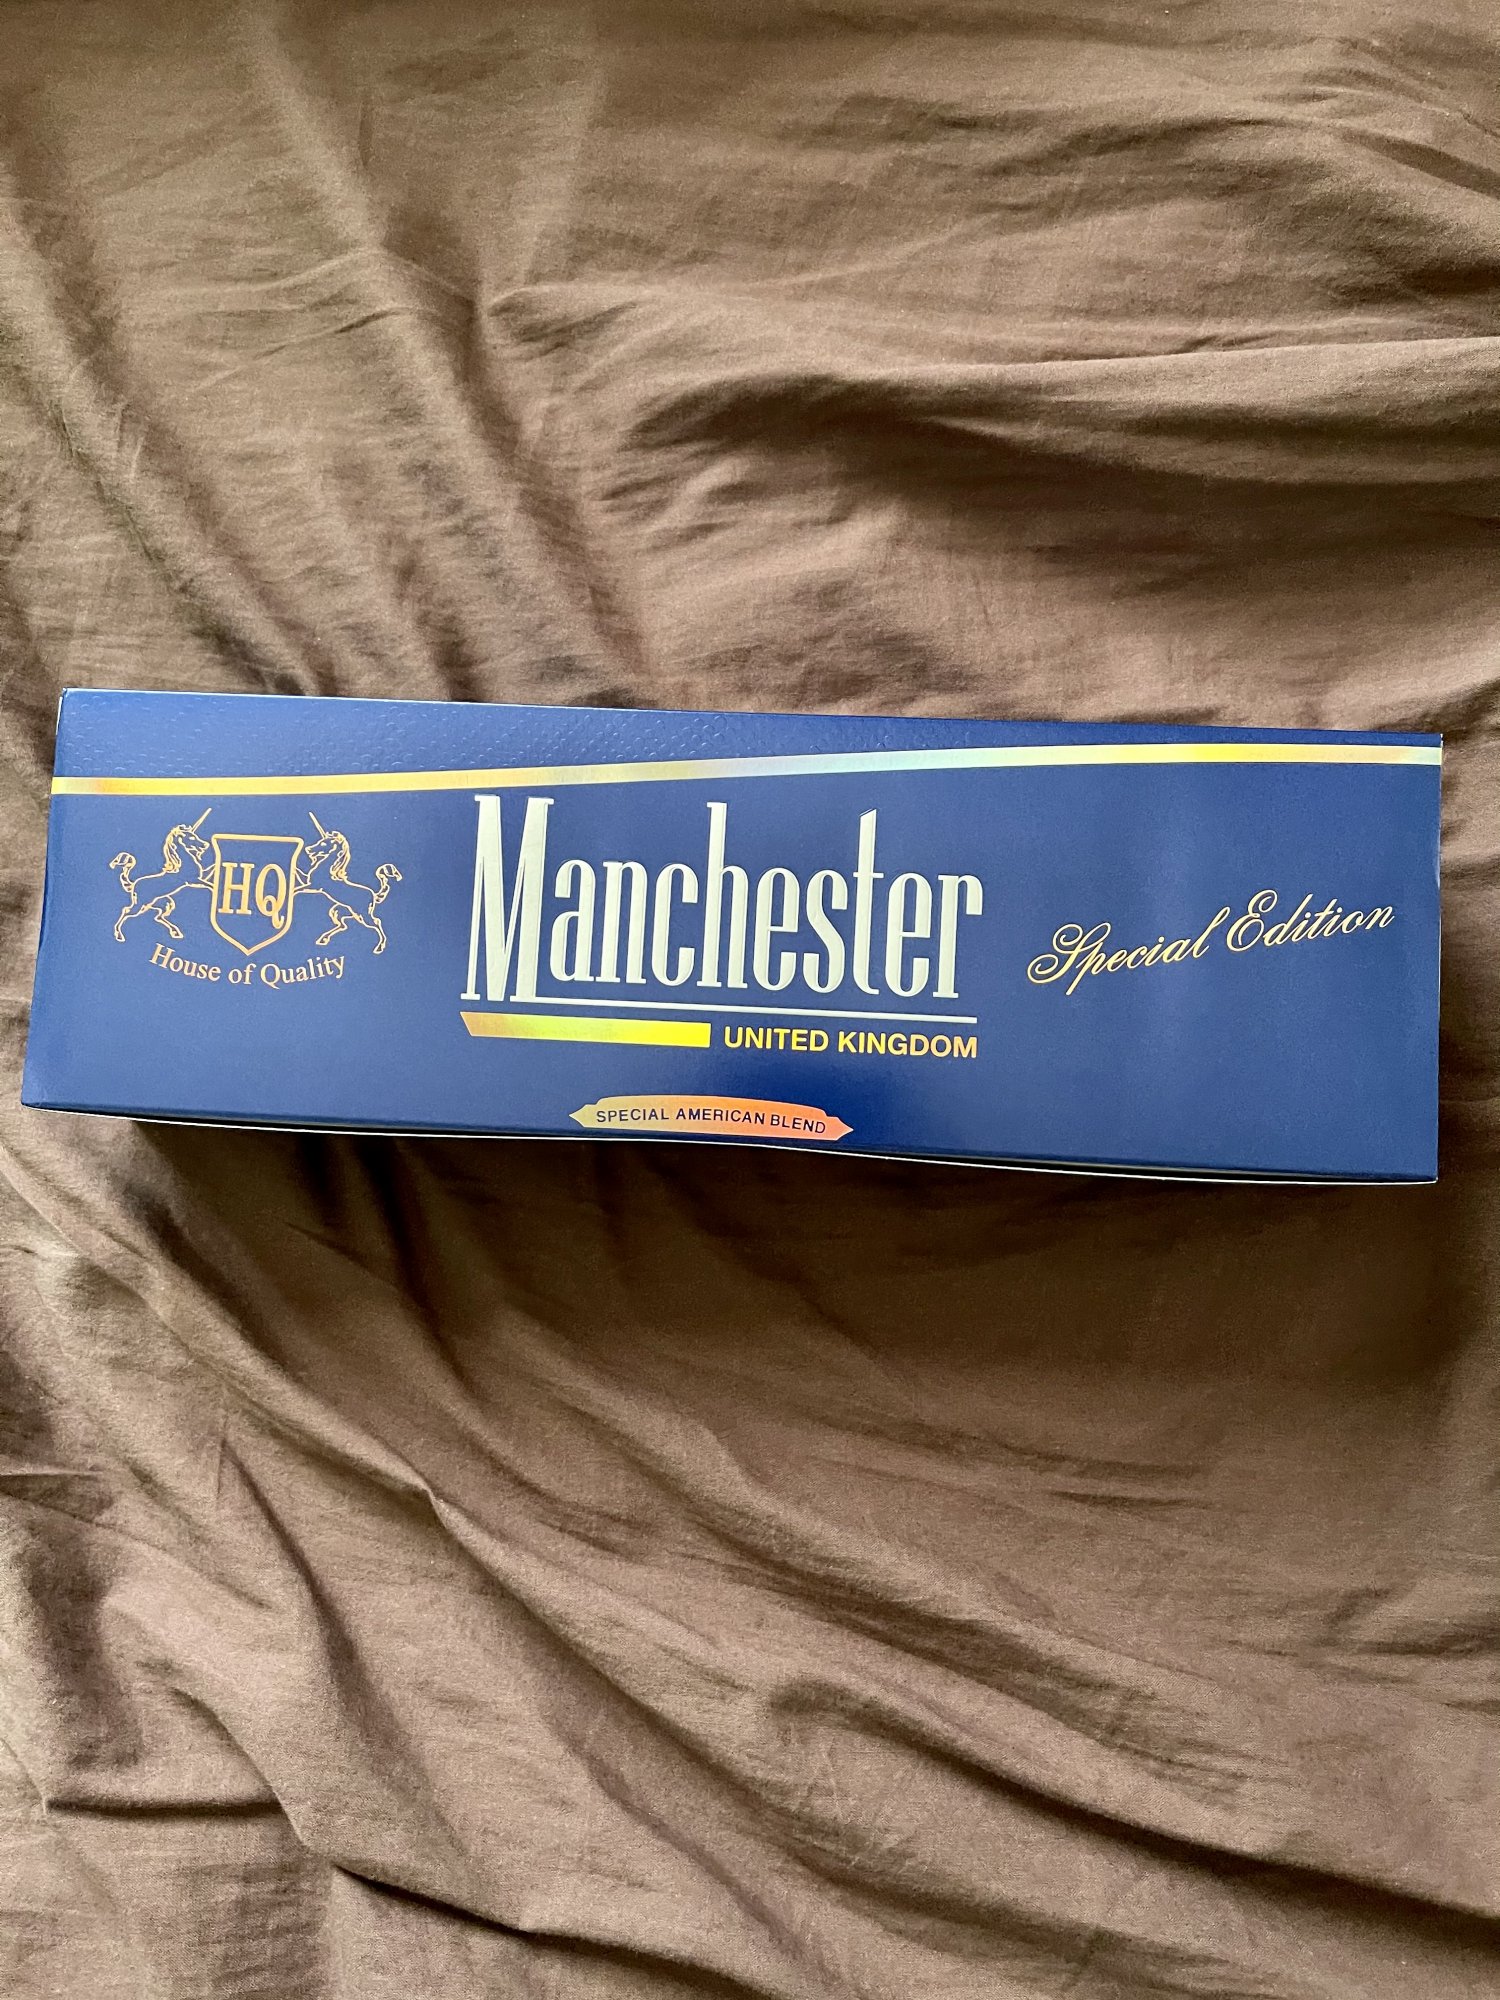 HQ
House of Quality
Manchester
UNITED KINGDOM
Special Edition
SPECIAL AMERICAN BLEND